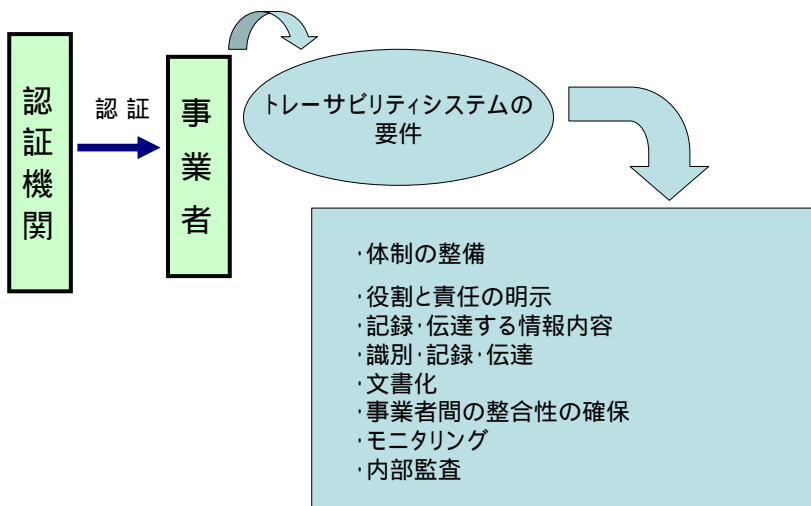 認証機関
認証
事業者
トレーサビリティシステムの
要件
・体制の整備
・役割と責任の明示
・記録・伝達する情報内容
・識別・記録・伝達
・文書化
・事業者間の整合性の確保
・モニタリング
・内部監査